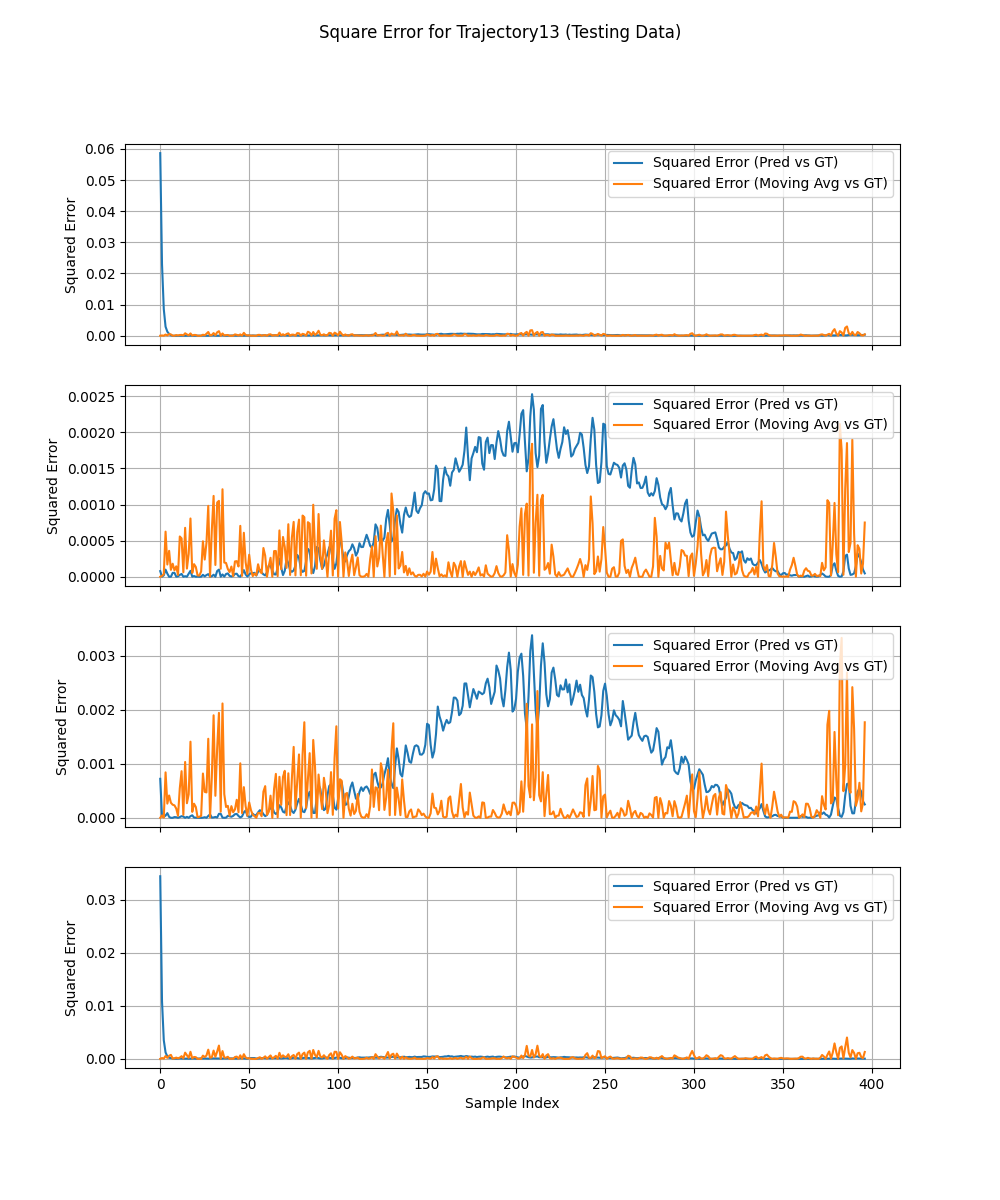 Square Error for Trajectory13 (Testing Data)
0.06
0.05
0.04
0.03
0.02
0.01
0.00
Squared Error
Squared Error (Pred vs GT)
Squared Error (Moving Avg vs GT)
0.0025
0.0020
0.0015
0.0010
0.0005
0.0000
Squared Error
Squared Error (Pred vs GT)
Squared Error (Moving Avg vs GT)
0.003
0.002
0.001
0.000
Squared Error
Squared Error (Pred vs GT)
Squared Error (Moving Avg vs GT)
0.03
0.02
0.01
0.00
Squared Error
Squared Error (Pred vs GT)
Squared Error (Moving Avg vs GT)
0 50 100 150 200 250 300 350 400
Sample Index